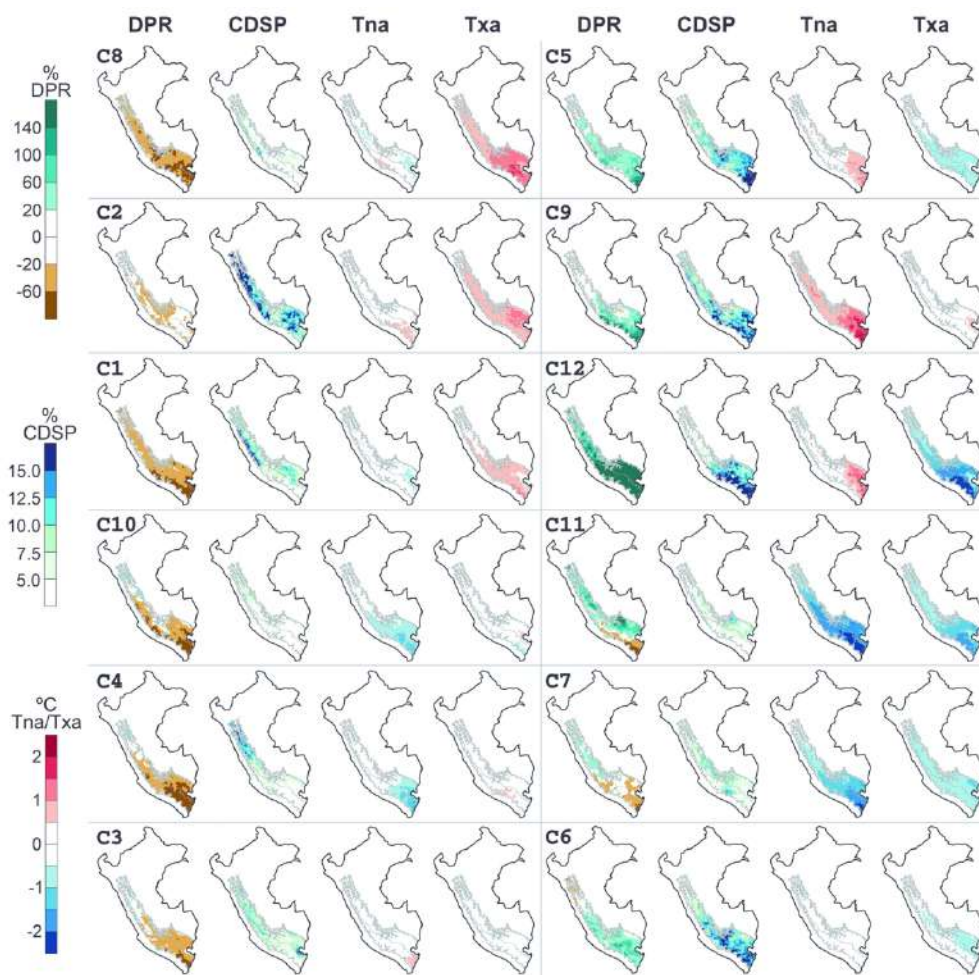 DPR CDSP Tna Txa DPR CDSP Tna Txa
C8 C5
%
DPR
140
100
60
20
0
-20
-60
C2 C9
C1 C12
%
CDSP
15.0
12.5
10.0
7.5
5.0
C10 C11
C4 C7
ºC
Tna/Txa
2
1
0
-1
-2
C3 C6